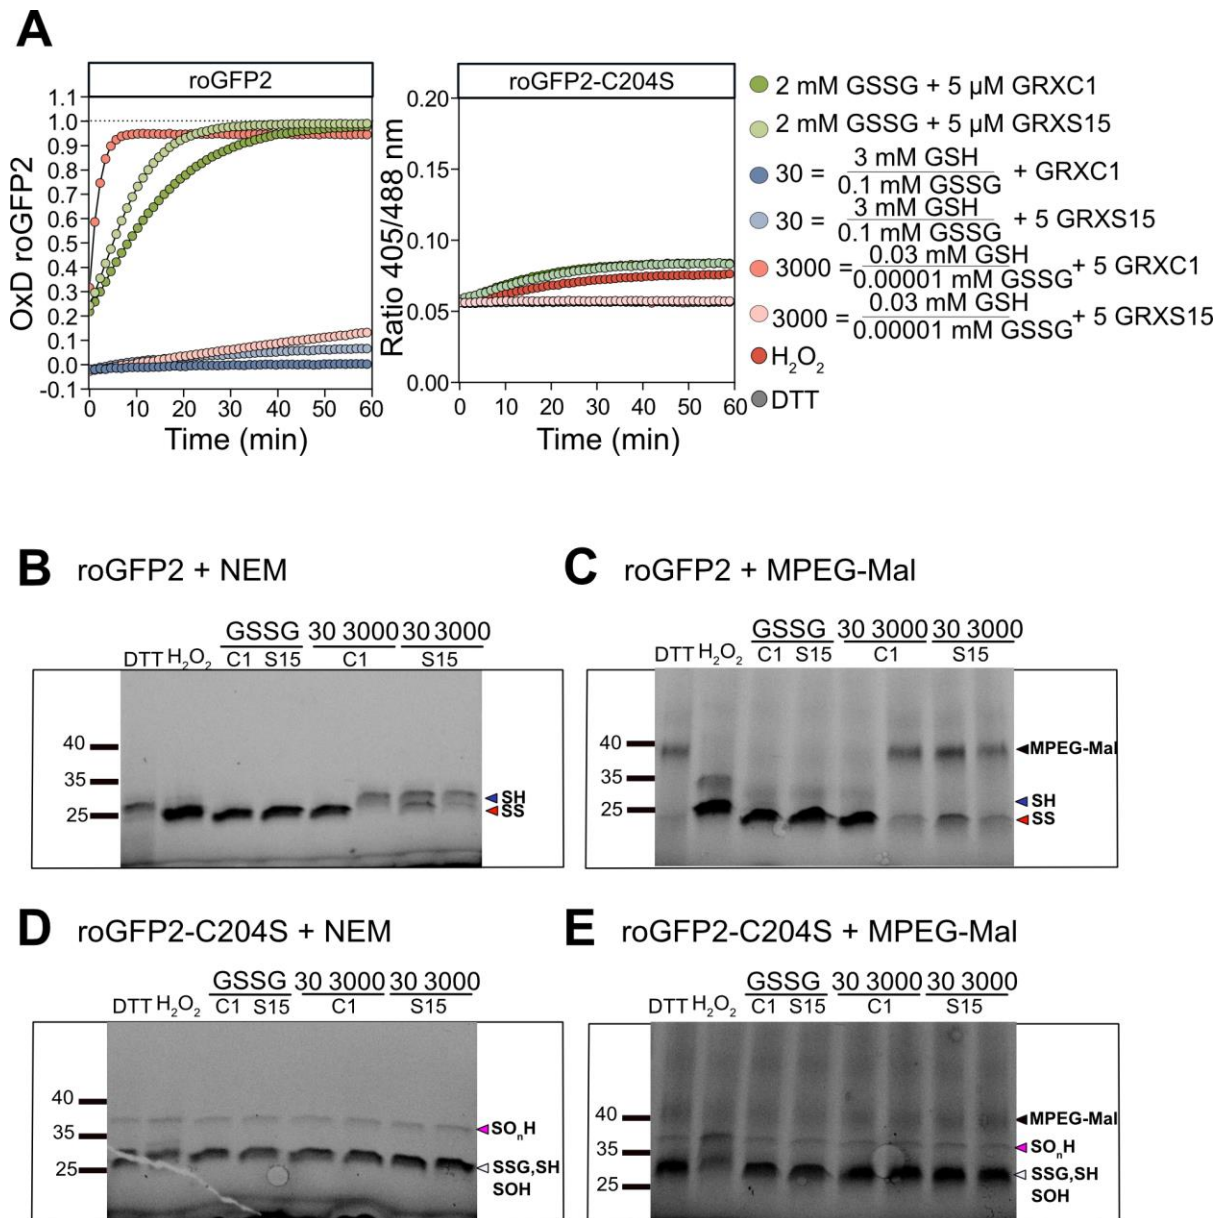 A
roGFP2
roGFP2-C204S
OxD roGFP2
1.1
1.0
0.9
0.8
0.7
0.6
0.5
0.4
0.3
0.2
0.1
0.0
-0.1
0 10 20 30 40 50 60
Time (min)
Ratio 405/488 nm
0.20
0.15
0.10
0.05
0.00
0 10 20 30 40 50 60
Time (min)
2 mM GSSG + 5 µM GRXC1
2 mM GSSG + 5 µM GRXS15
30 = 3 mM GSH / 0.1 mM GSSG + GRXC1
30 = 3 mM GSH / 0.1 mM GSSG + 5 GRXS15
3000 = 0.03 mM GSH / 0.00001 mM GSSG + 5 GRXC1
3000 = 0.03 mM GSH / 0.00001 mM GSSG + 5 GRXS15
H₂O₂
DTT
B roGFP2 + NEM
GSSG 30 3000 30 3000
DTT H₂O₂ C1 S15 C1 S15
40
35
25
SH
SS
C roGFP2 + MPEG-Mal
GSSG 30 3000 30 3000
DTT H₂O₂ C1 S15 C1 S15
40
35
25
MPEG-Mal
SH
SS
D roGFP2-C204S + NEM
GSSG 30 3000 30 3000
DTT H₂O₂ C1 S15 C1 S15
40
35
25
SOₙH
SSG,SH
SOH
E roGFP2-C204S + MPEG-Mal
GSSG 30 3000 30 3000
DTT H₂O₂ C1 S15 C1 S15
40
35
25
MPEG-Mal
SOₙH
SSG,SH
SOH